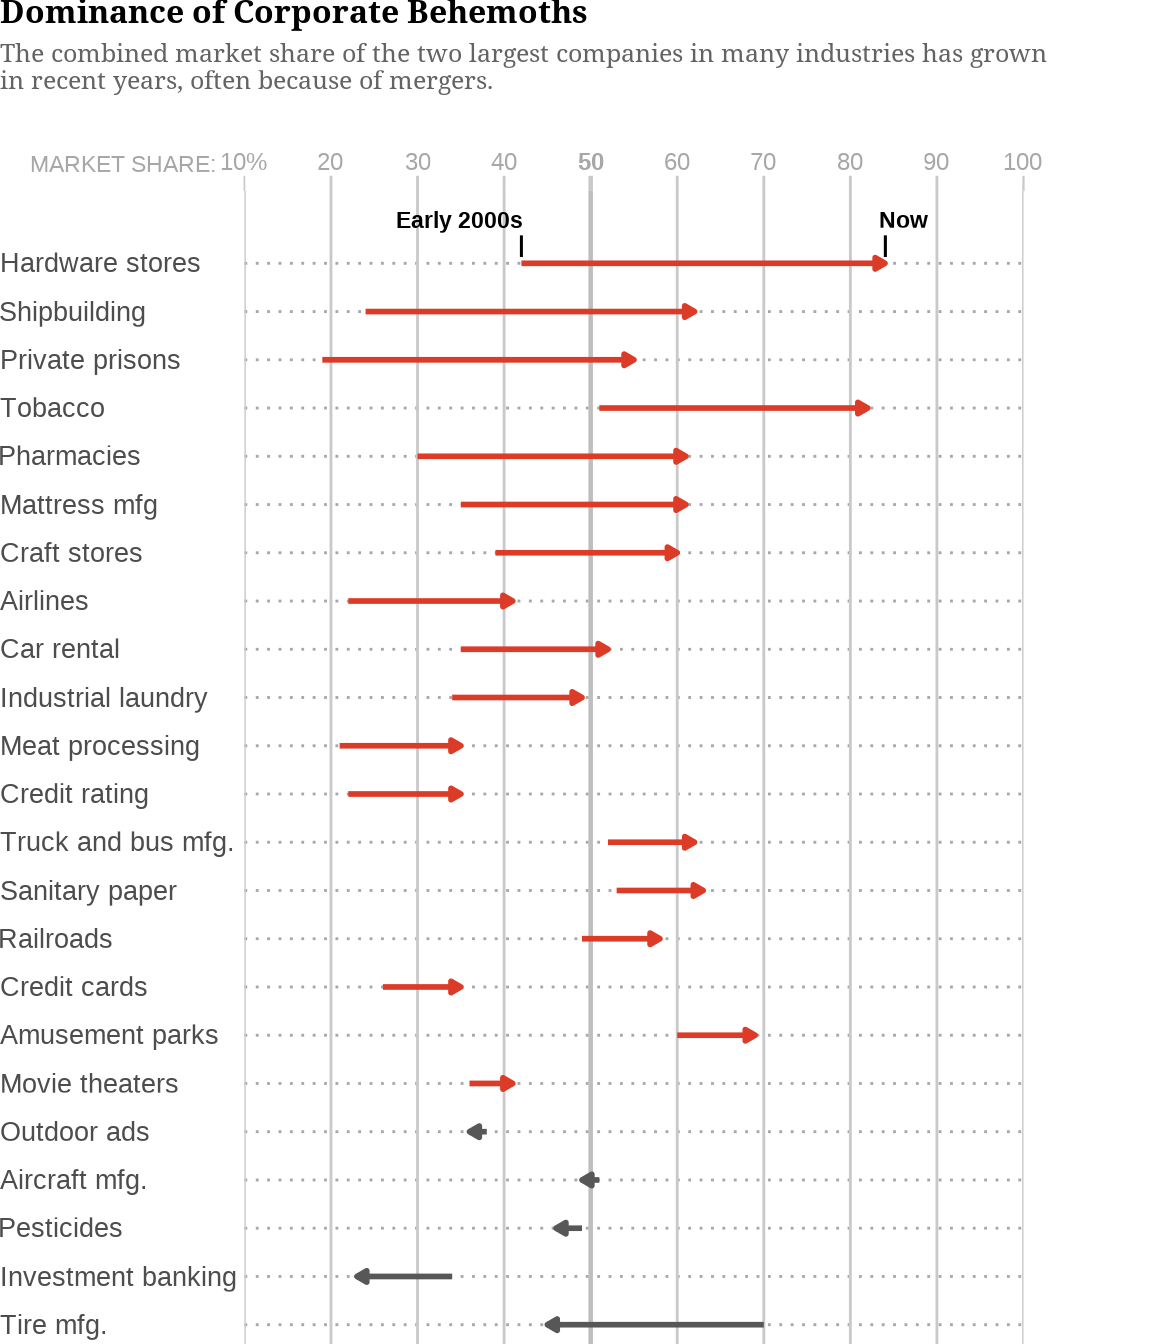 Dominance of Corporate Behemoths
The combined market share of the two largest companies in many industries has grown
in recent years, often because of mergers.
MARKET SHARE: 10% 20 30 40 50 60 70 80 90 100
Early 2000s Now
Hardware stores
Shipbuilding
Private prisons
Tobacco
Pharmacies
Mattress mfg
Craft stores
Airlines
Car rental
Industrial laundry
Meat processing
Credit rating
Truck and bus mfg.
Sanitary paper
Railroads
Credit cards
Amusement parks
Movie theaters
Outdoor ads
Aircraft mfg.
Pesticides
Investment banking
Tire mfg.